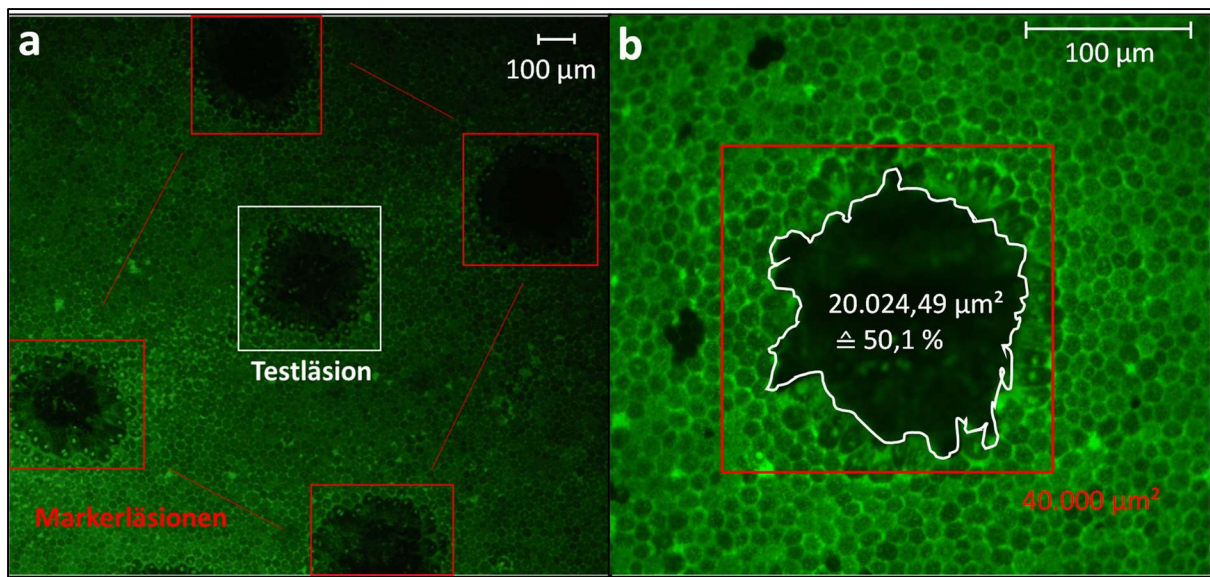 a
100 µm
Testläsion
Markerläsionen
b
100 µm
20.024,49 µm²
≙ 50,1 %
40.000 µm²